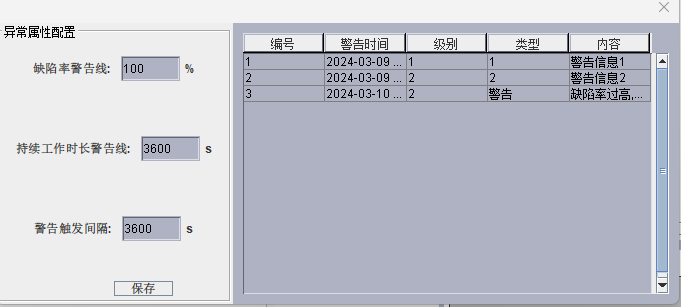 异常属性配置
缺陷率警告线: 100 %
持续工作时长警告线: 3600 s
警告触发间隔: 3600 s
保存
编号 警告时间 级别 类型 内容
1 2024-03-09 ... 1 1 警告信息1
2 2024-03-09 ... 2 2 警告信息2
3 2024-03-10 ... 2 警告 缺陷率过高,...